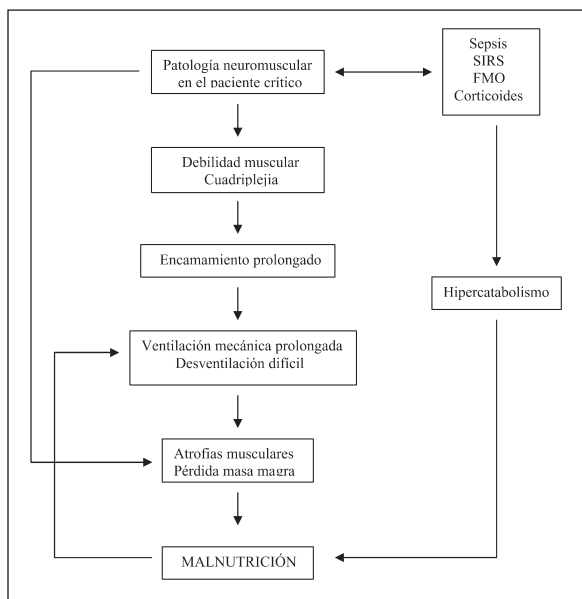 Patología neuromuscular
en el paciente crítico
Sepsis
SIRS
FMO
Corticoides
Debilidad muscular
Cuadriplejia
Encamamiento prolongado
Hipercatabolismo
Ventilación mecánica prolongada
Desventilación difícil
Atrofias musculares
Pérdida masa magra
MALNUTRICIÓN